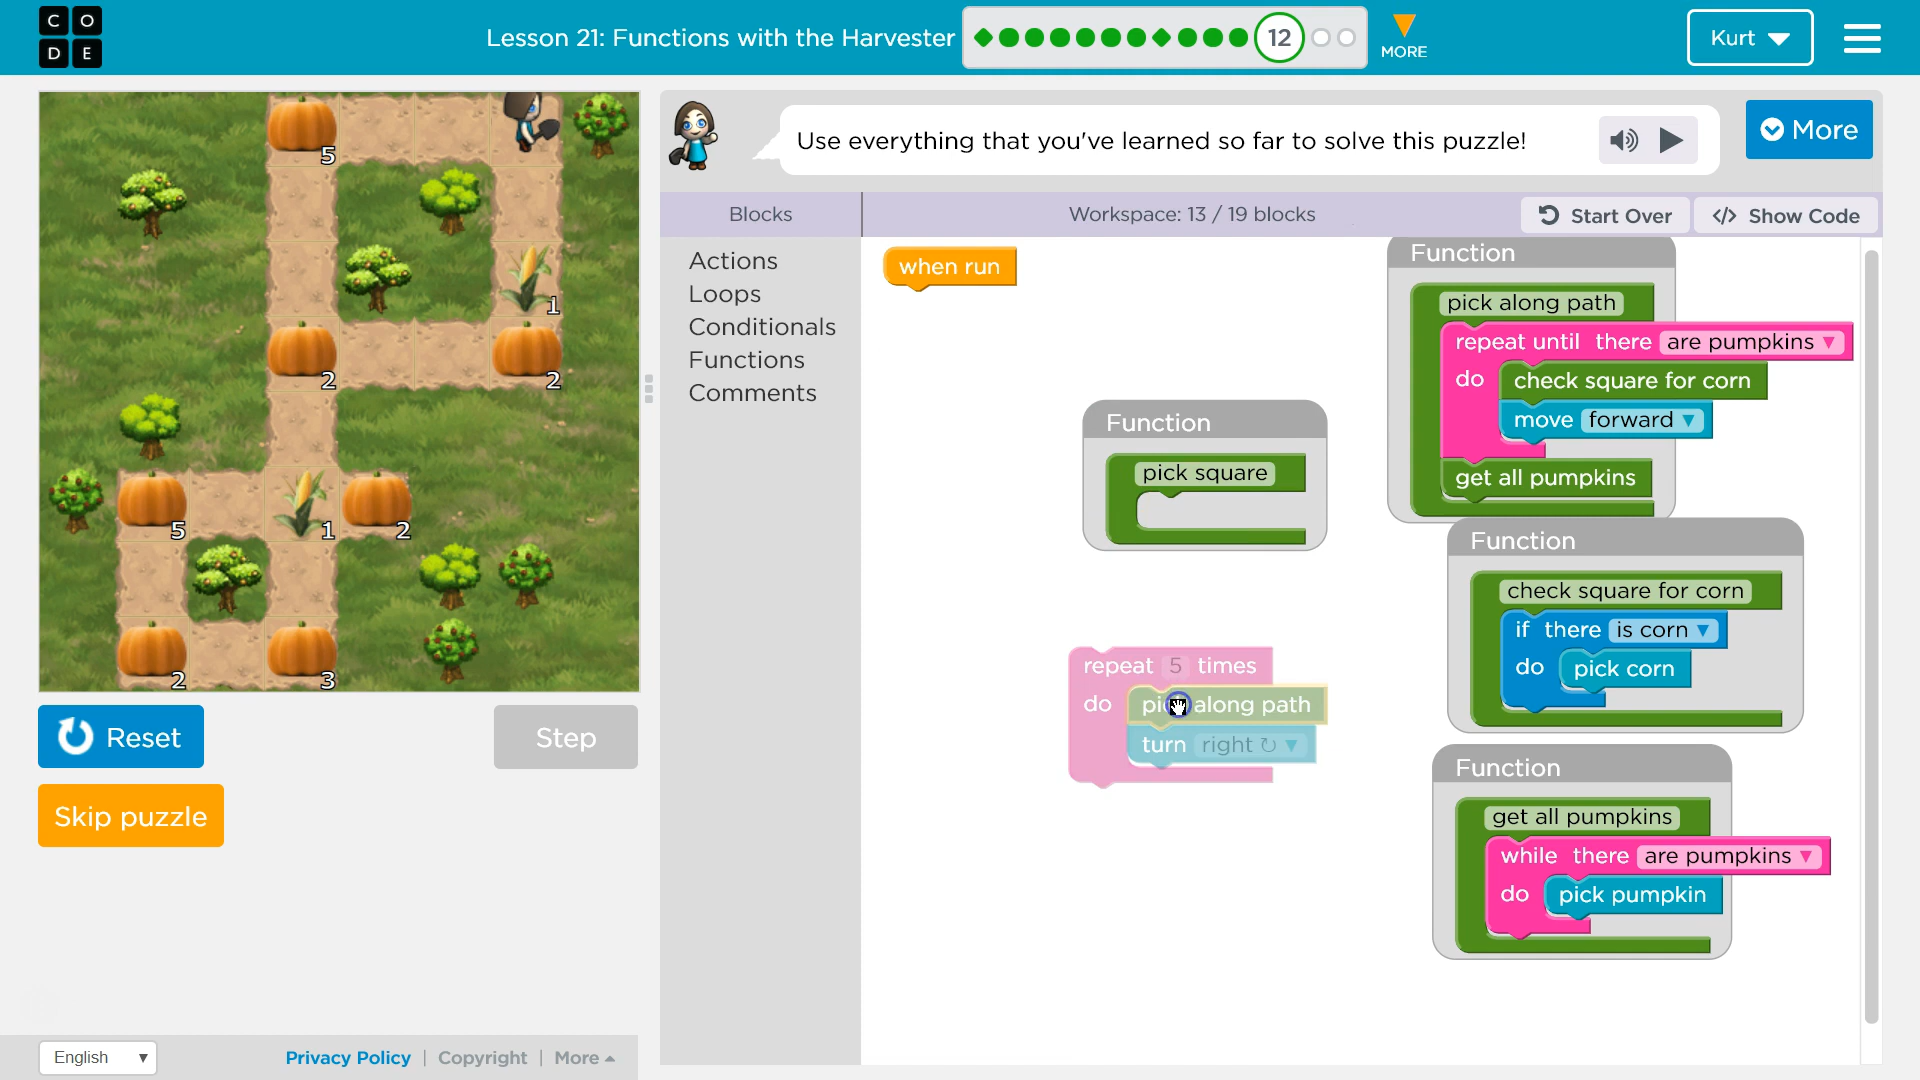 C O
D E
Lesson 21: Functions with the Harvester
12
MORE
Kurt
5
1
2
2
5
1
2
2
3
Use everything that you've learned so far to solve this puzzle!
More
Blocks
Workspace: 13 / 19 blocks
Start Over
</> Show Code
Actions
Loops
Conditionals
Functions
Comments
when run
Function
pick square
repeat 5 times
do pick along path
turn right ↻ ▼
Function
pick along path
repeat until there are pumpkins ▼
do check square for corn
move forward ▼
get all pumpkins
Function
check square for corn
if there is corn ▼
do pick corn
Function
get all pumpkins
while there are pumpkins ▼
do pick pumpkin
Reset
Step
Skip puzzle
English ▼
Privacy Policy | Copyright | More